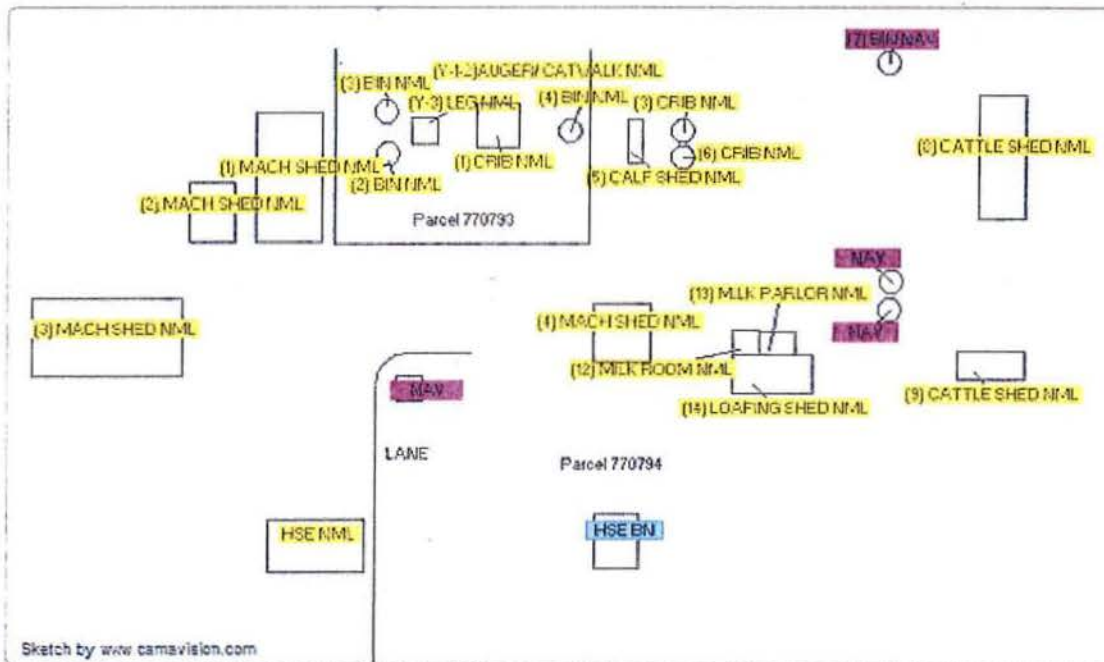 (7) BIN NAV
(Y-1-2)AUGER/ CATWALK NML
(3) BIN NML
(Y-3) LEG NML
(4) BIN NML
(3) CRIB NML
(1) MACH SHED NML
(1) CRIB NML
(6) CRIB NML
(8) CATTLE SHED NML
(2) BIN NML
(5) CALF SHED NML
(2) MACH SHED NML
Parcel 770793
NAV
(13) MILK PARLOR NML
(3) MACH SHED NML
(4) MACH SHED NML
NAV
(12) MILK ROOM NML
NAV
(9) CATTLE SHED NML
(14) LOAFING SHED NML
LANE
Parcel 770794
HSE NML
HSE BN
Sketch by www.camavision.com